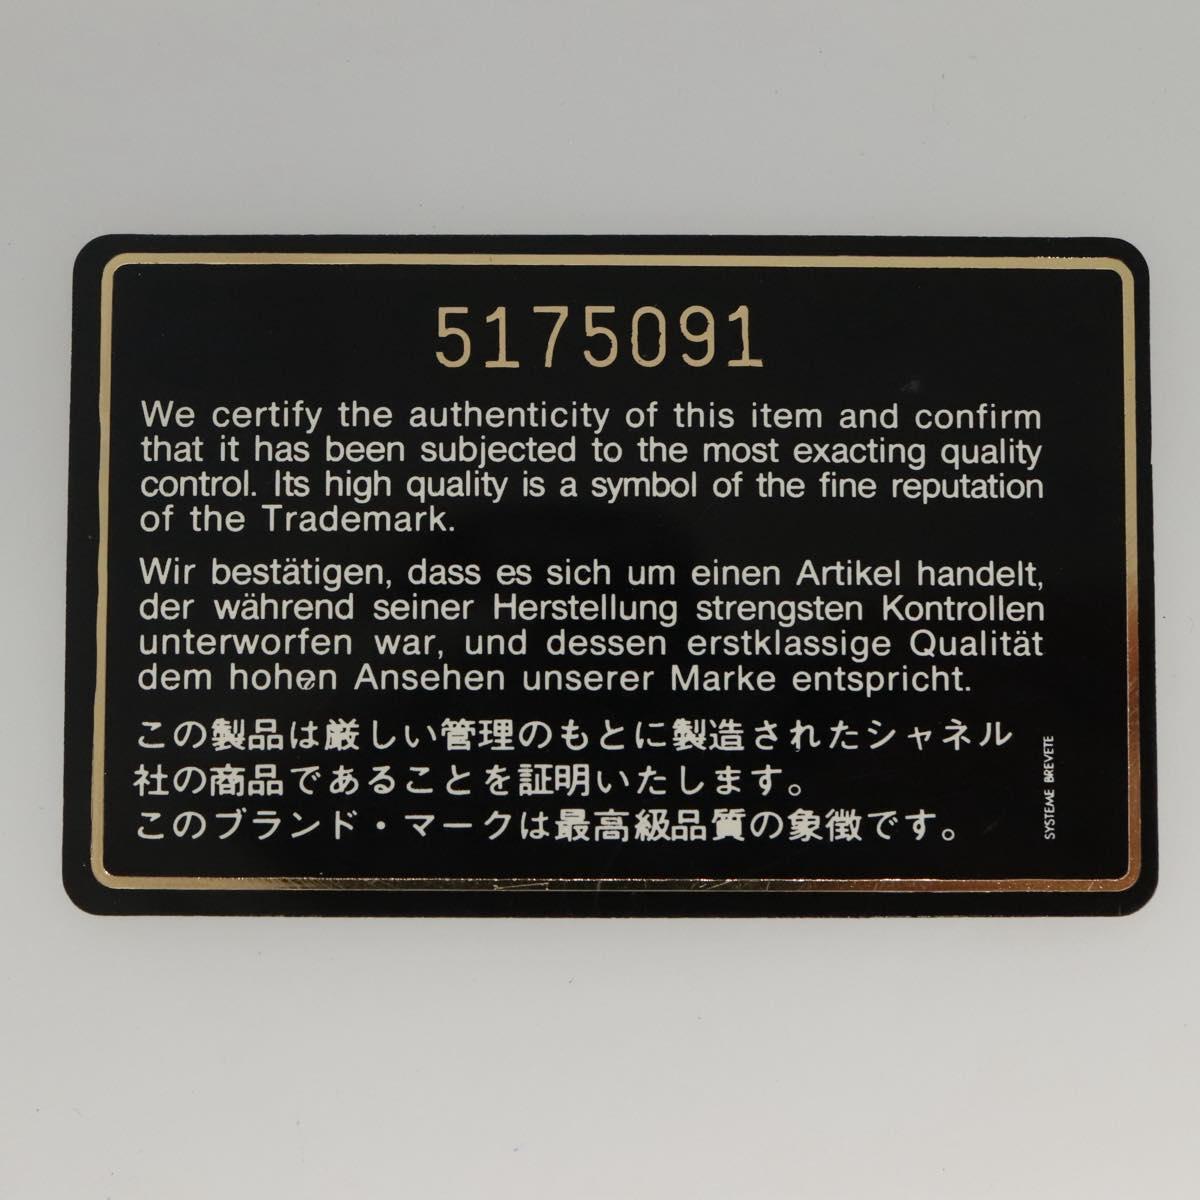 5175091
We certify the authenticity of this item and confirm
that it has been subjected to the most exacting quality
control. Its high quality is a symbol of the fine reputation
of the Trademark.
Wir bestätigen, dass es sich um einen Artikel handelt,
der während seiner Herstellung strengsten Kontrollen
unterworfen war, und dessen erstklassige Qualität
dem hohen Ansehen unserer Marke entspricht.
この製品は厳しい管理のもとに製造されたシャネル
社の商品であることを証明いたします。
このブランド・マークは最高級品質の象徴です。
SYSTEME BREVETE